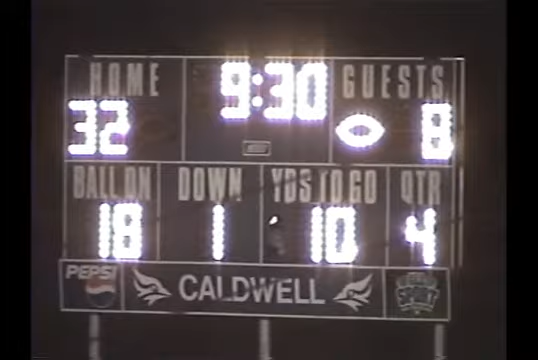 HOME 9:30 GUESTS
32 8
BALL ON DOWN YDS TO GO QTR
18 1 10 4
PEPSI CALDWELL SPORT